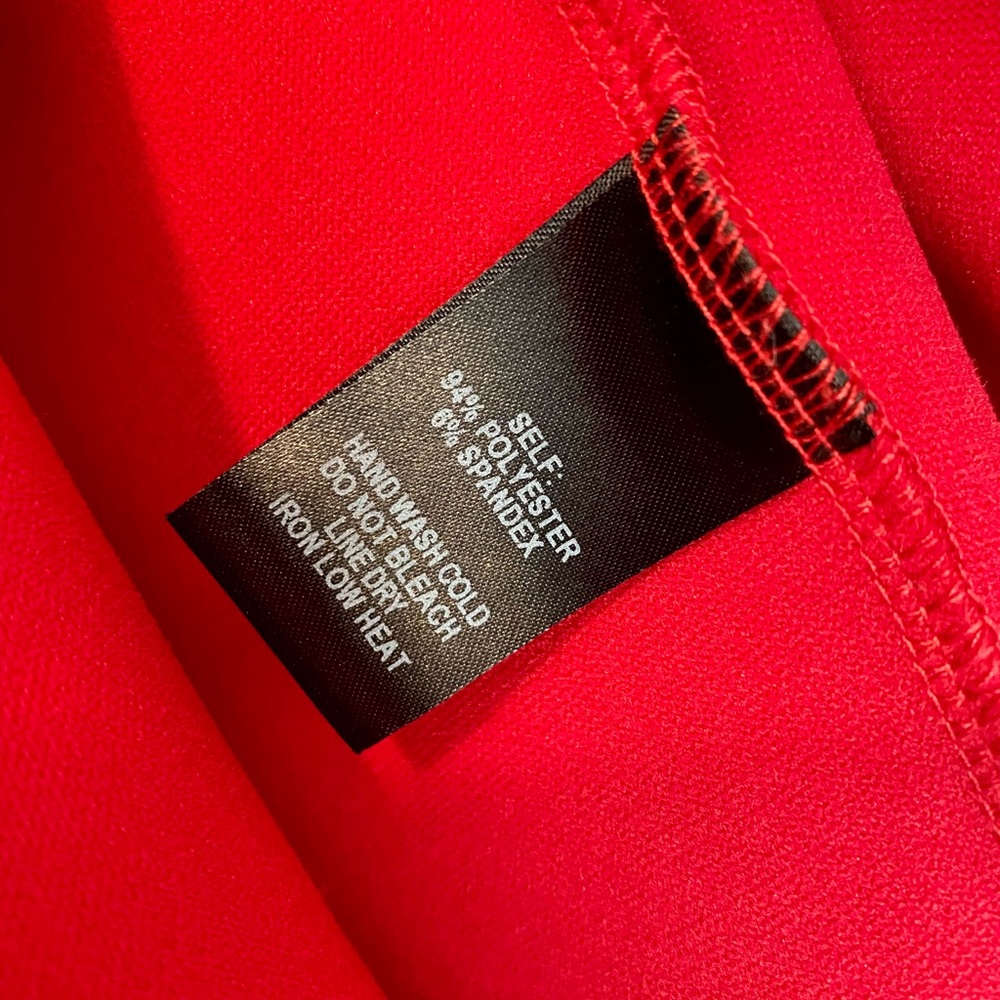 SELF:
94% POLYESTER
6% SPANDEX
HAND WASH COLD
DO NOT BLEACH
LINE DRY
IRON LOW HEAT